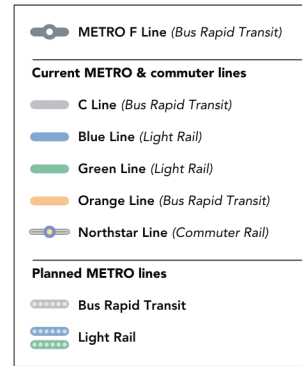 METRO F Line (Bus Rapid Transit)
Current METRO & commuter lines
C Line (Bus Rapid Transit)
Blue Line (Light Rail)
Green Line (Light Rail)
Orange Line (Bus Rapid Transit)
Northstar Line (Commuter Rail)
Planned METRO lines
Bus Rapid Transit
Light Rail